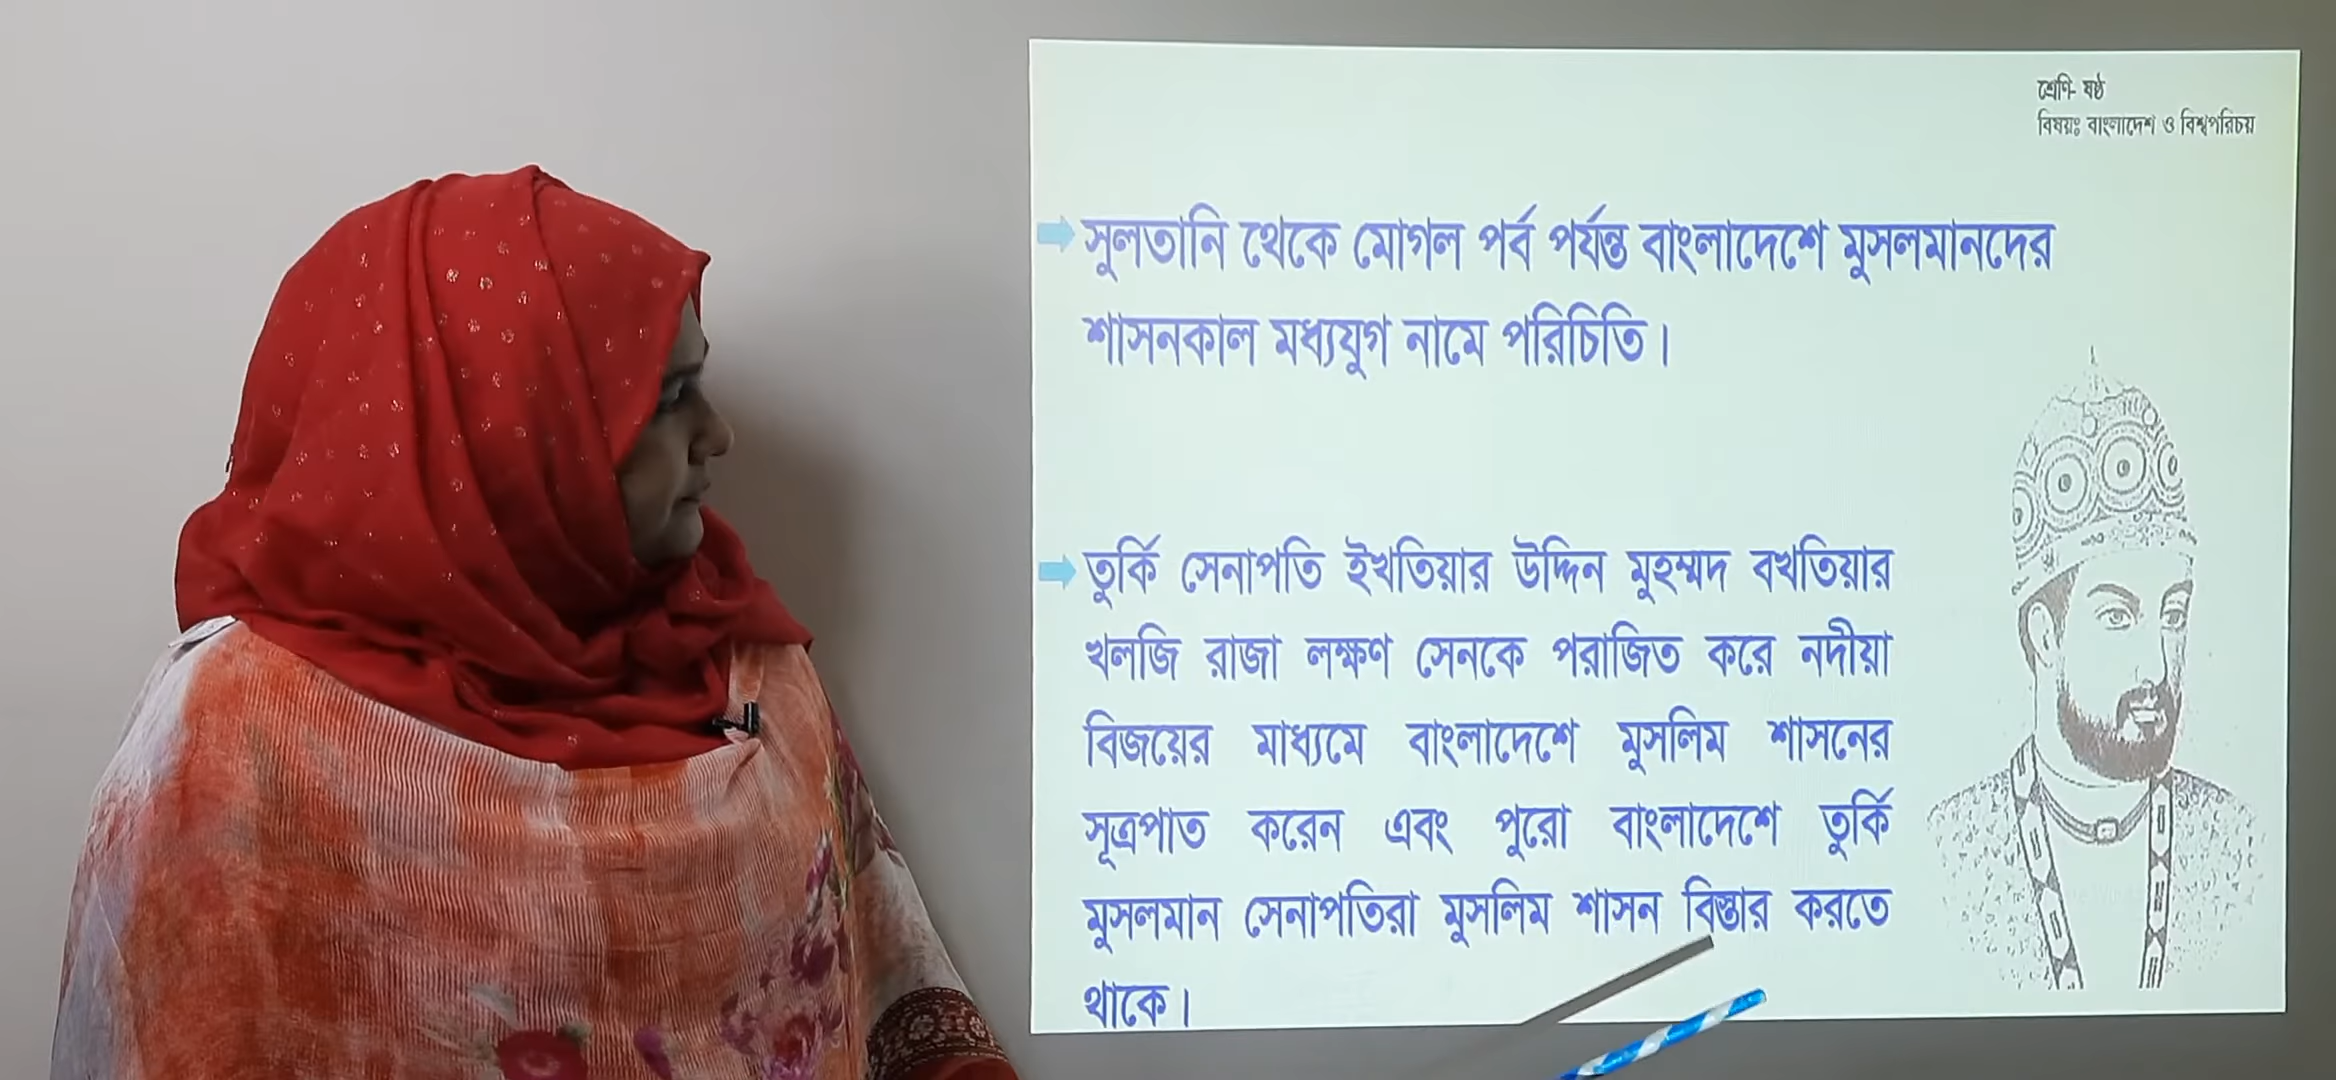 শ্রেণি- ষষ্ঠ
বিষয়ঃ বাংলাদেশ ও বিশ্বপরিচয়
সুলতানি থেকে মোগল পর্ব পর্যন্ত বাংলাদেশে মুসলমানদের
শাসনকাল মধ্যযুগ নামে পরিচিতি।
তুর্কি সেনাপতি ইখতিয়ার উদ্দিন মুহম্মদ বখতিয়ার
খলজি রাজা লক্ষণ সেনকে পরাজিত করে নদীয়া
বিজয়ের মাধ্যমে বাংলাদেশে মুসলিম শাসনের
সূত্রপাত করেন এবং পুরো বাংলাদেশে তুর্কি
মুসলমান সেনাপতিরা মুসলিম শাসন বিস্তার করতে
থাকে।